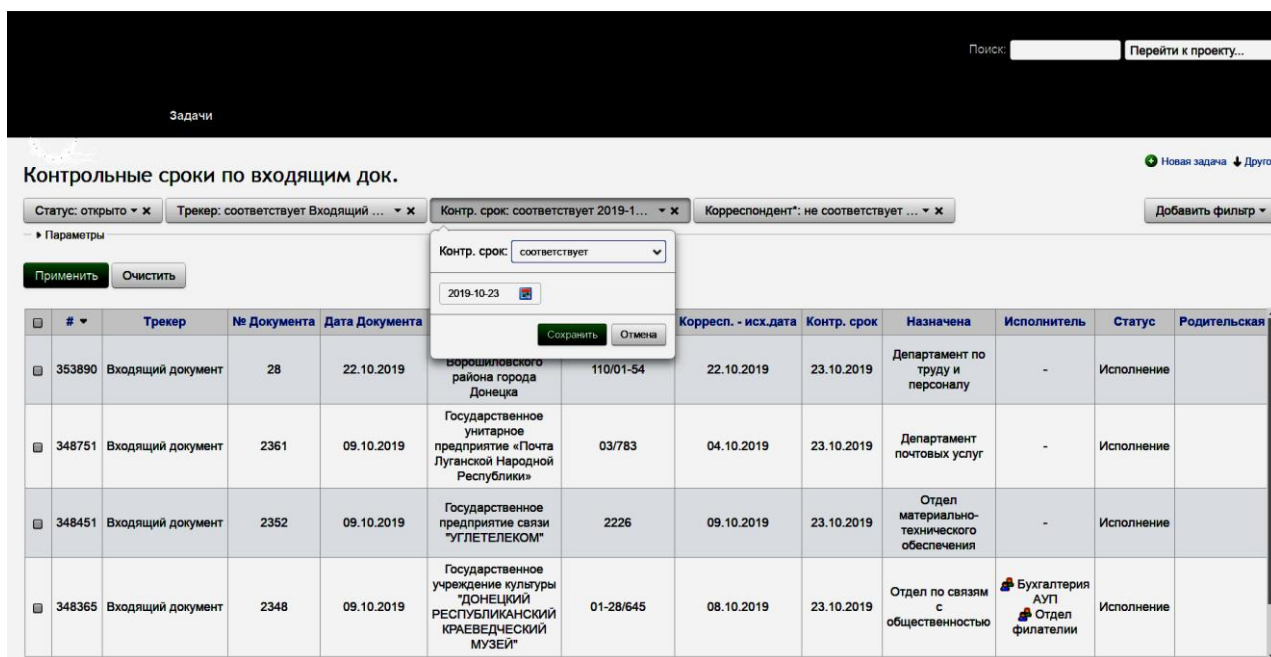 Поиск:
Перейти к проекту...
Задачи
Новая задача Друго
Контрольные сроки по входящим док.
Статус: открыто
Трекер: соответствует Входящий ...
Контр. срок: соответствует 2019-1...
Корреспондент*: не соответствует ...
Добавить фильтр
Параметры
Контр. срок: соответствует
Применить Очистить
2019-10-23
Сохранить Отмена
# Трекер № Документа Дата Документа Корресп. - исх.дата Контр. срок Назначена Исполнитель Статус Родительская
353890 Входящий документ 28 22.10.2019
Ворошиловского
района города
Донецка
110/01-54 22.10.2019 23.10.2019
Департамент по
труду и
персоналу
- Исполнение
348751 Входящий документ 2361 09.10.2019
Государственное
унитарное
предприятие «Почта
Луганской Народной
Республики»
03/783 04.10.2019 23.10.2019
Департамент
почтовых услуг
- Исполнение
348451 Входящий документ 2352 09.10.2019
Государственное
предприятие связи
"УГЛЕТЕЛЕКОМ"
2226 09.10.2019 23.10.2019
Отдел
материально-
технического
обеспечения
- Исполнение
348365 Входящий документ 2348 09.10.2019
Государственное
учреждение культуры
"ДОНЕЦКИЙ
РЕСПУБЛИКАНСКИЙ
КРАЕВЕДЧЕСКИЙ
МУЗЕЙ"
01-28/645 08.10.2019 23.10.2019
Отдел по связям
с
общественностью
Бухгалтерия
АУП
Отдел
филателии
Исполнение